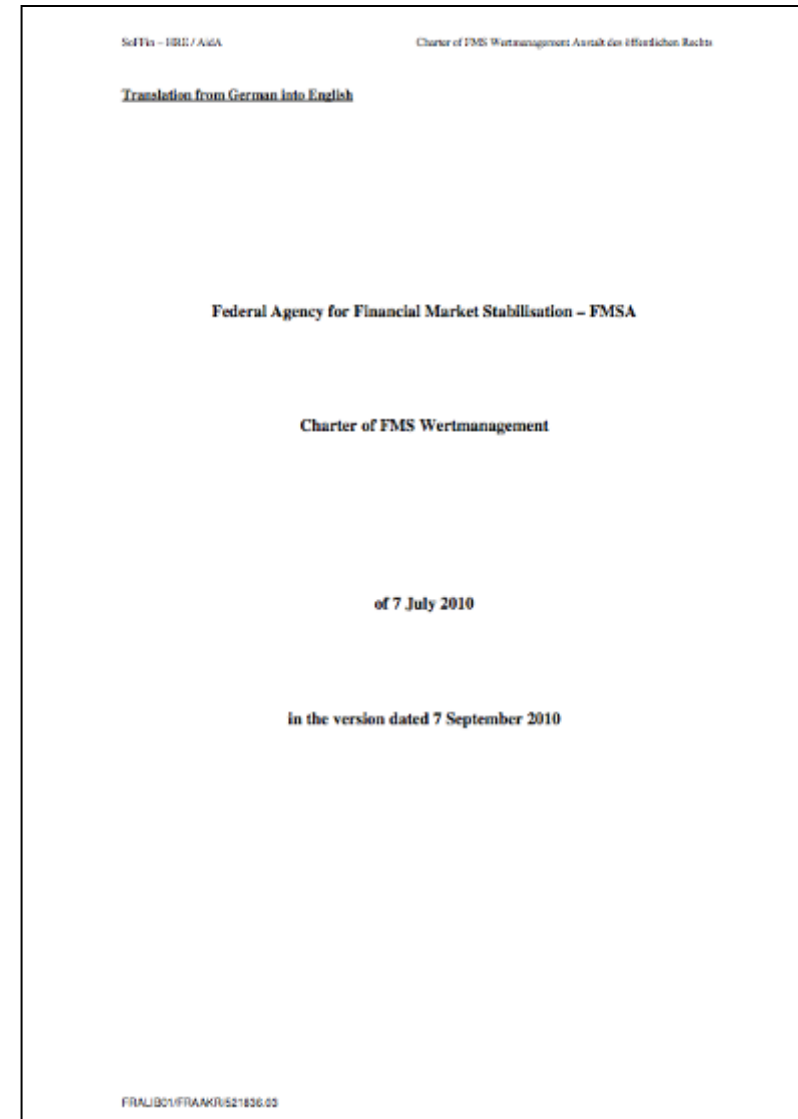 SoFFin – HRE / AidA Charter of FMS Wertmanagement Anstalt des öffentlichen Rechts
Translation from German into English
Federal Agency for Financial Market Stabilisation – FMSA
Charter of FMS Wertmanagement
of 7 July 2010
in the version dated 7 September 2010
FRALIB01/FRAAKR/521836.03